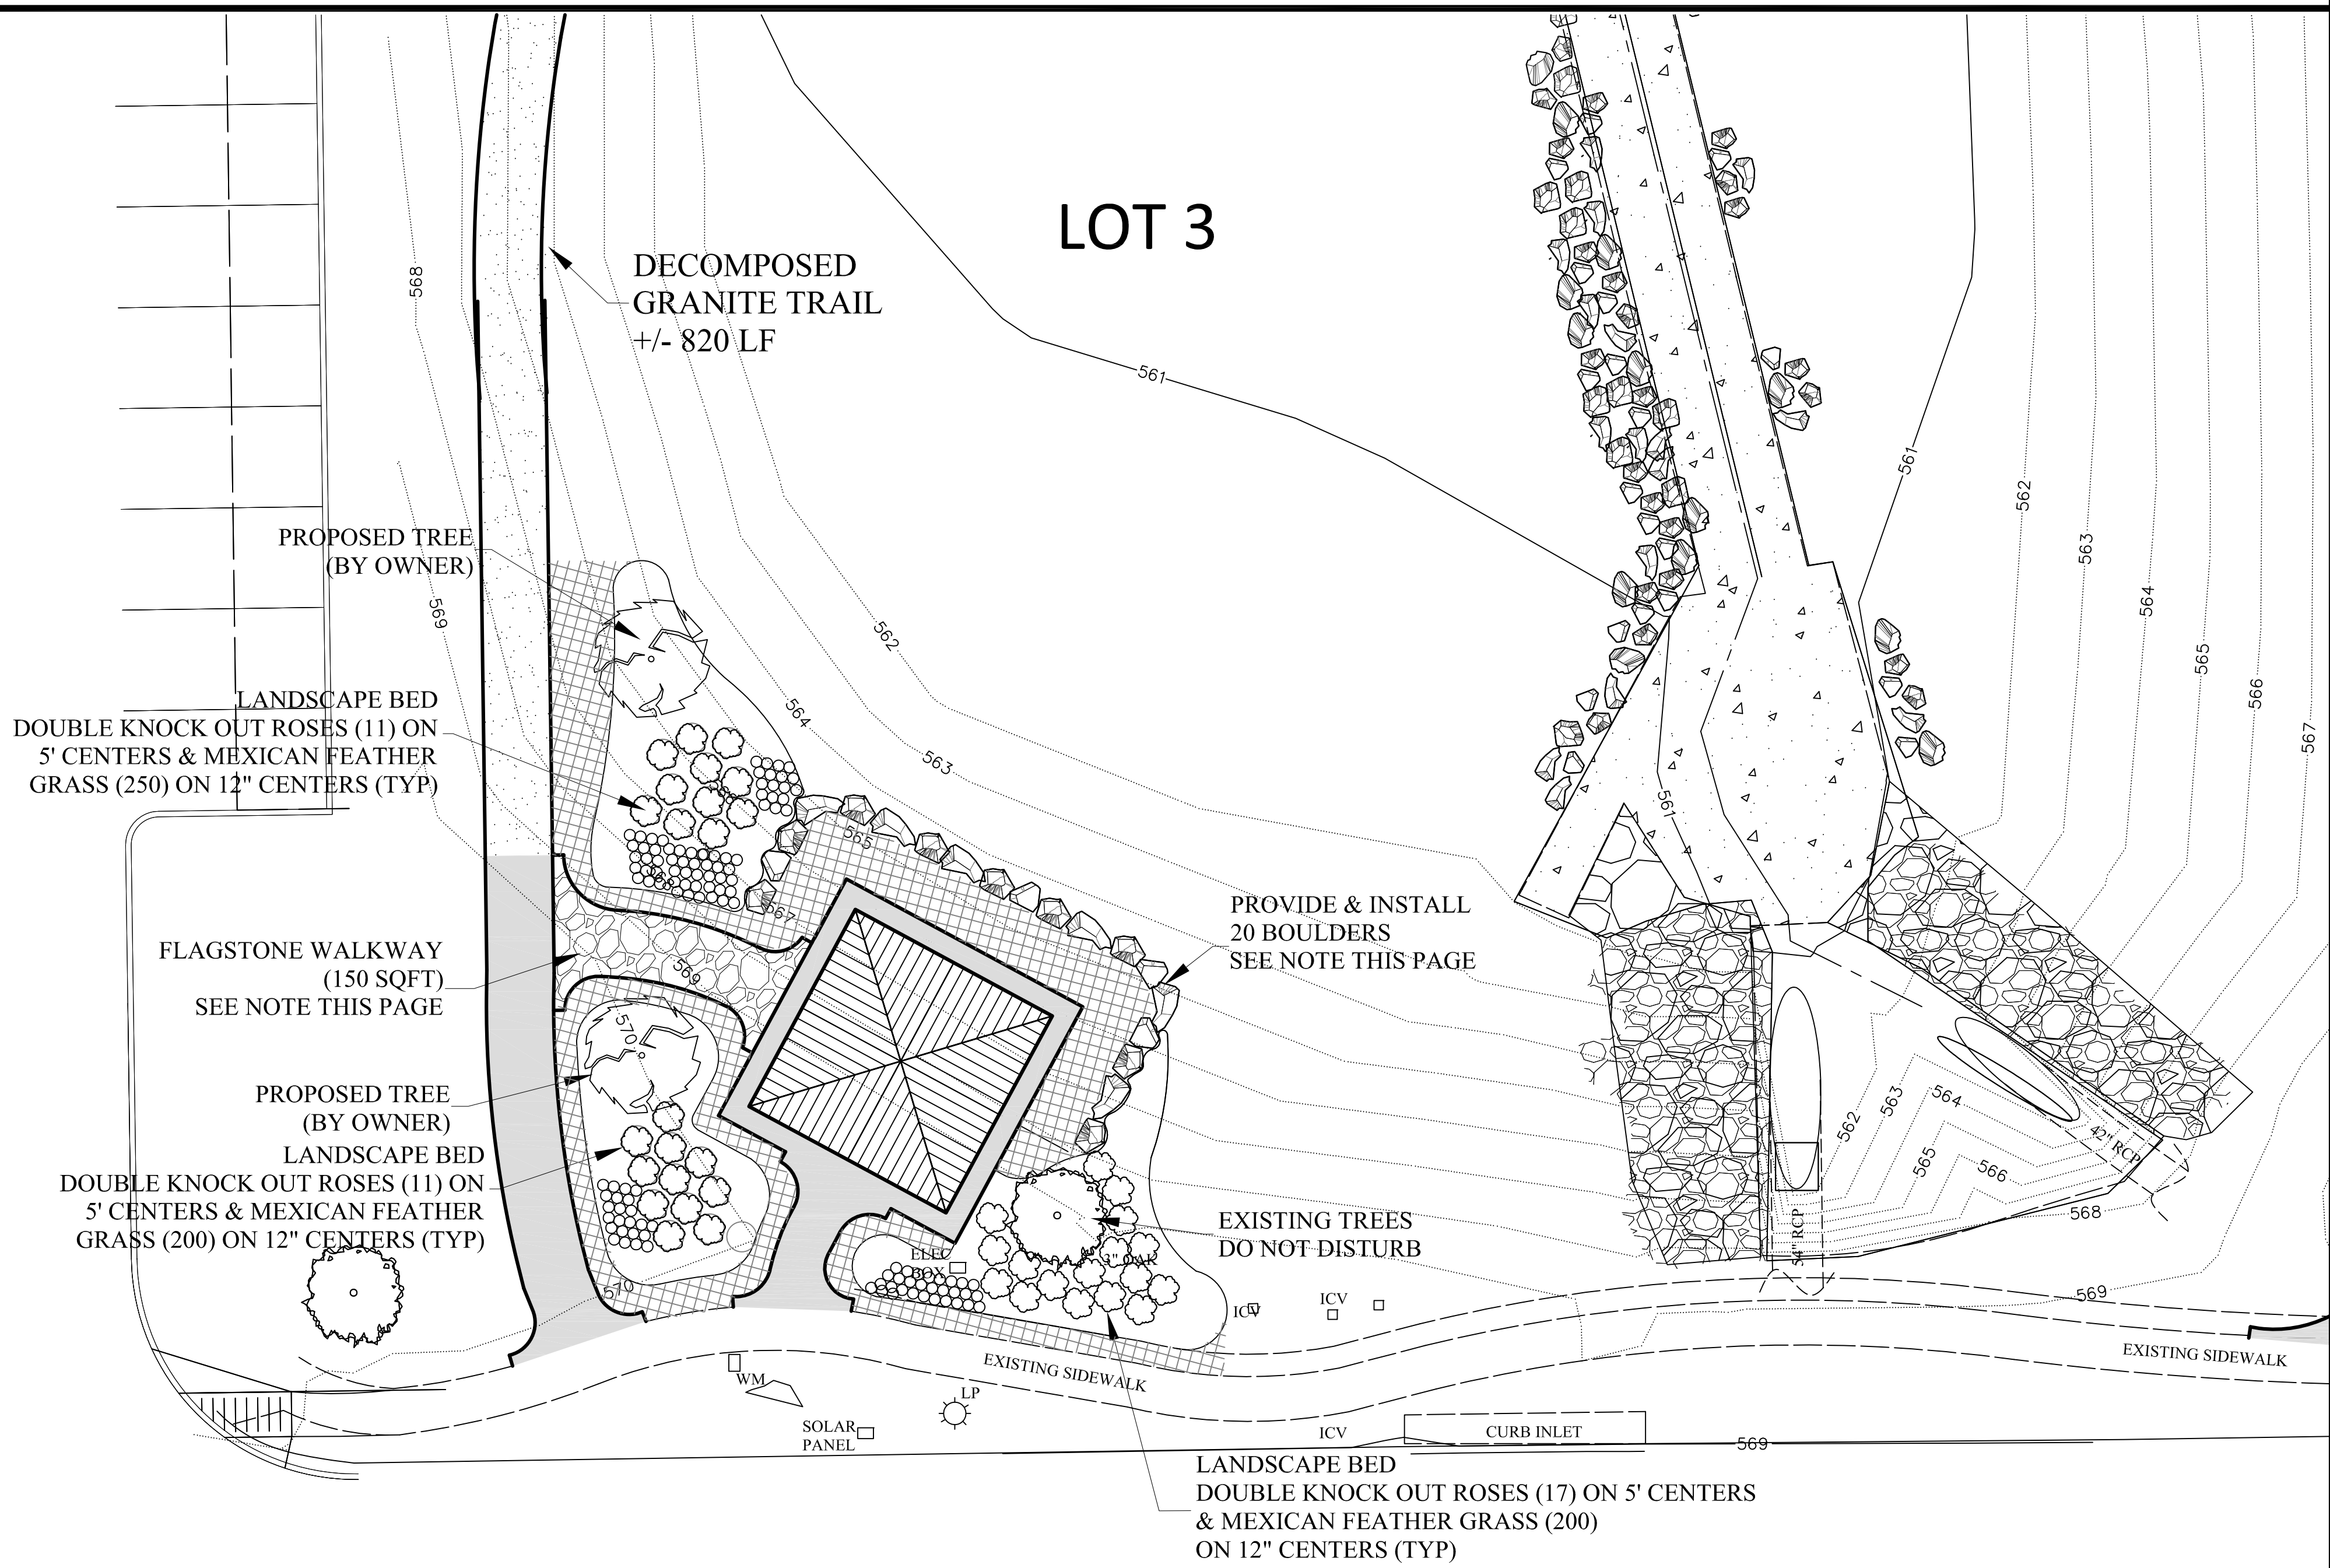 LOT 3
DECOMPOSED
GRANITE TRAIL
+/- 820 LF
568
561
561
562
563
564
565
566
567
PROPOSED TREE
(BY OWNER)
569
562
564
563
LANDSCAPE BED
DOUBLE KNOCK OUT ROSES (11) ON
5' CENTERS & MEXICAN FEATHER
GRASS (250) ON 12" CENTERS (TYP)
565
567
561
FLAGSTONE WALKWAY
(150 SQFT)
SEE NOTE THIS PAGE
569
570
PROVIDE & INSTALL
20 BOULDERS
SEE NOTE THIS PAGE
PROPOSED TREE
(BY OWNER)
LANDSCAPE BED
DOUBLE KNOCK OUT ROSES (11) ON
5' CENTERS & MEXICAN FEATHER
GRASS (200) ON 12" CENTERS (TYP)
562
563
564
565
566
42" RCP
54" RCP
568
569
EXISTING TREES
DO NOT DISTURB
3" OAK
ELEC
BOX
570
ICV
ICV
EXISTING SIDEWALK
EXISTING SIDEWALK
WM
LP
SOLAR
PANEL
ICV
CURB INLET
569
LANDSCAPE BED
DOUBLE KNOCK OUT ROSES (17) ON 5' CENTERS
& MEXICAN FEATHER GRASS (200)
ON 12" CENTERS (TYP)